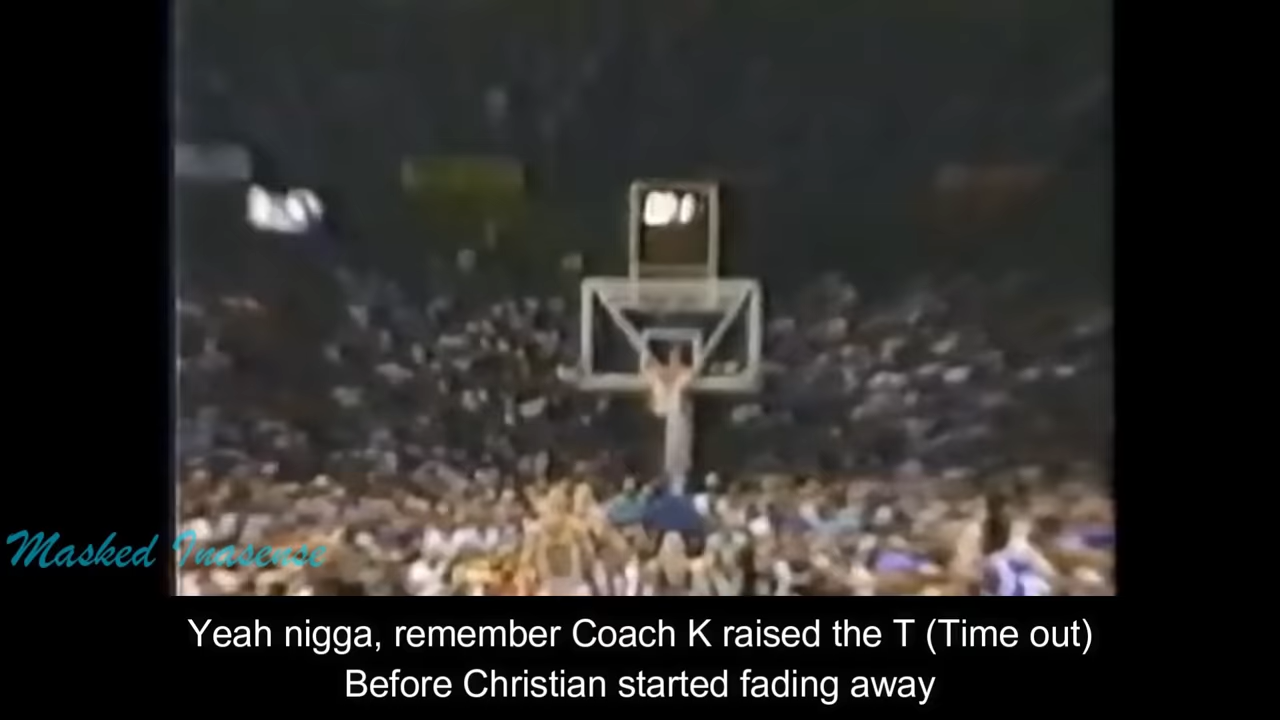 Masked Inasense
Yeah nigga, remember Coach K raised the T (Time out)
Before Christian started fading away